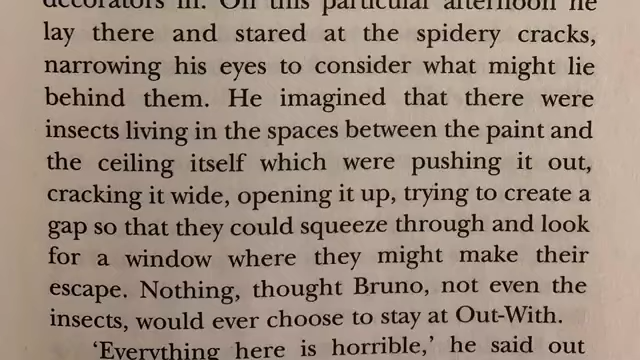 decorators in. On this particular afternoon he
lay there and stared at the spidery cracks,
narrowing his eyes to consider what might lie
behind them. He imagined that there were
insects living in the spaces between the paint and
the ceiling itself which were pushing it out,
cracking it wide, opening it up, trying to create a
gap so that they could squeeze through and look
for a window where they might make their
escape. Nothing, thought Bruno, not even the
insects, would ever choose to stay at Out-With.
‘Everything here is horrible,’ he said out